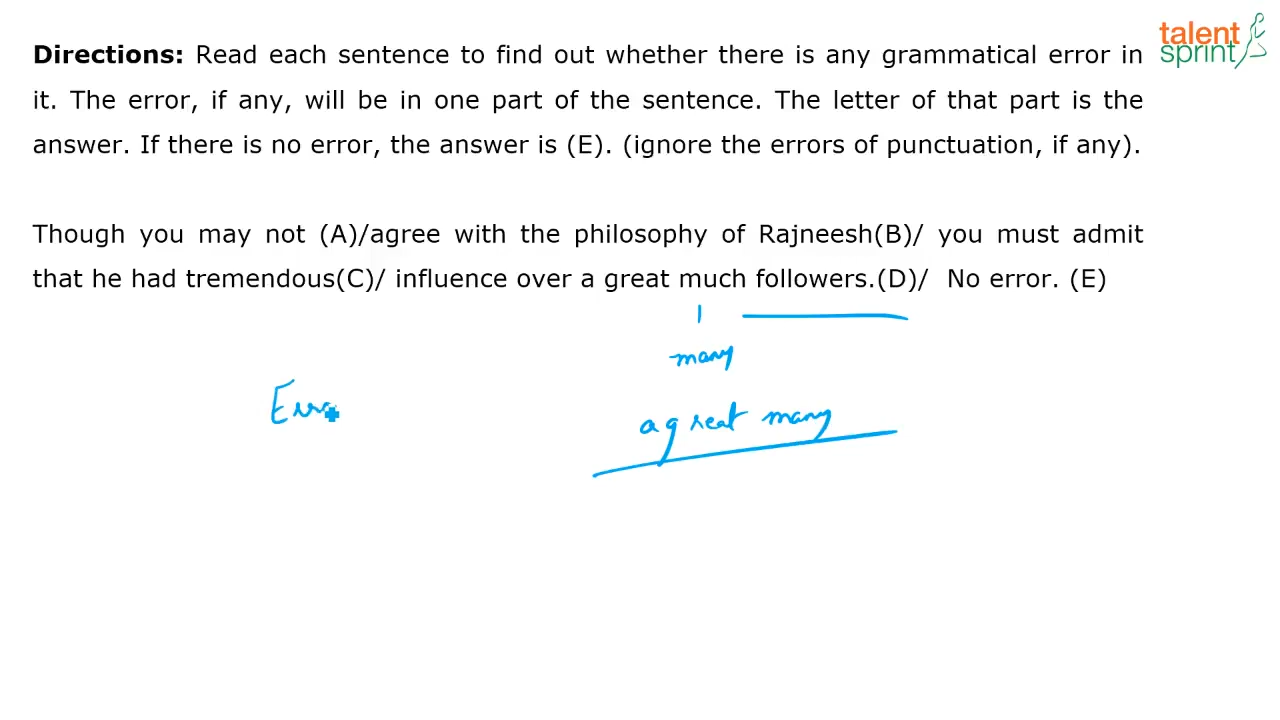 talent
sprint
Directions: Read each sentence to find out whether there is any grammatical error in
it. The error, if any, will be in one part of the sentence. The letter of that part is the
answer. If there is no error, the answer is (E). (ignore the errors of punctuation, if any).
Though you may not (A)/agree with the philosophy of Rajneesh(B)/ you must admit
that he had tremendous(C)/ influence over a great much followers.(D)/ No error. (E)
many
Erro
a great many